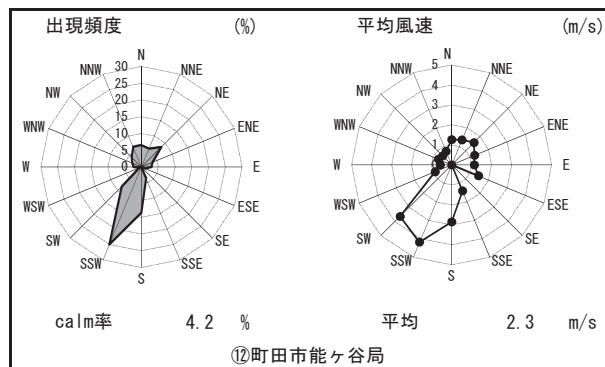 出現頻度 (%) 平均風速 (m/s)
N N
NNW NNE NNW NNE
NW NE NW NE
WNW ENE WNW ENE
W E W E
WSW ESE WSW ESE
SW SE SW SE
SSW SSE SSW SSE
S S
30
25
20
15
10
5
0
5
4
3
2
1
0
calm率 4.2 % 平均 2.3 m/s
⑫町田市能ヶ谷局